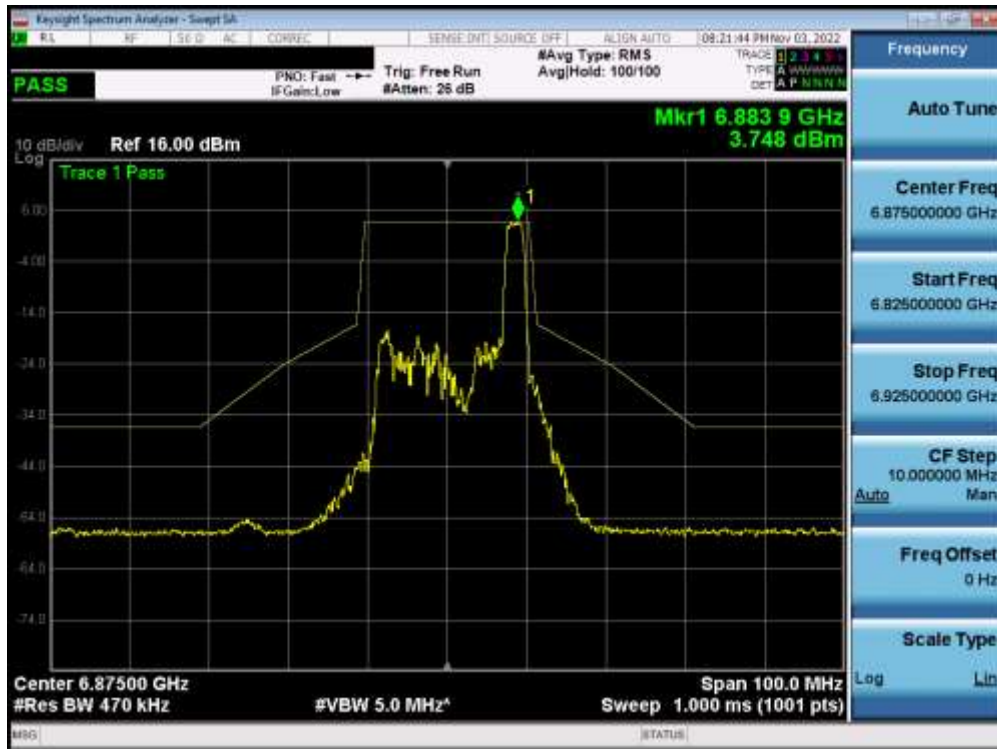 Keysight Spectrum Analyzer - Swept SA
RL RF 50 Ω AC CORREC SENSE:INT SOURCE OFF ALIGN AUTO 08:21:44 PM Nov 03, 2022
PASS
PNO: Fast
IFGain:Low
Trig: Free Run
#Atten: 26 dB
#Avg Type: RMS
Avg|Hold: 100/100
TRACE 1 2 3 4 5 6
TYPE A WWWWW
DET A P N N N N
Mkr1 6.883 9 GHz
3.748 dBm
10 dB/div Ref 16.00 dBm
Log
Trace 1 Pass
1
6.00
-4.00
-14.0
-24.0
-34.0
-44.0
-54.0
-64.0
-74.0
Center 6.87500 GHz
Span 100.0 MHz
#Res BW 470 kHz
#VBW 5.0 MHz*
Sweep 1.000 ms (1001 pts)
MSG
STATUS
Frequency
Auto Tune
Center Freq
6.875000000 GHz
Start Freq
6.825000000 GHz
Stop Freq
6.925000000 GHz
CF Step
10.000000 MHz
Auto Man
Freq Offset
0 Hz
Scale Type
Log Lin